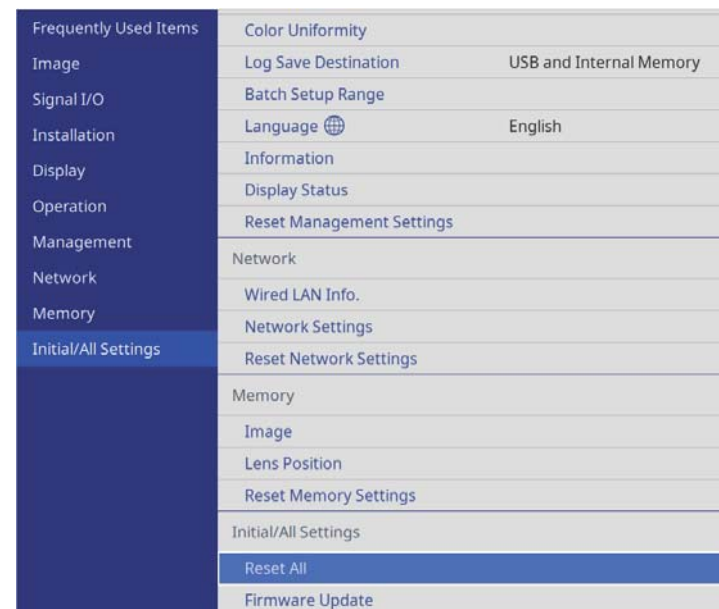 Frequently Used Items
Image
Signal I/O
Installation
Display
Operation
Management
Network
Memory
Initial/All Settings
Color Uniformity
Log Save Destination USB and Internal Memory
Batch Setup Range
Language English
Information
Display Status
Reset Management Settings
Network
Wired LAN Info.
Network Settings
Reset Network Settings
Memory
Image
Lens Position
Reset Memory Settings
Initial/All Settings
Reset All
Firmware Update